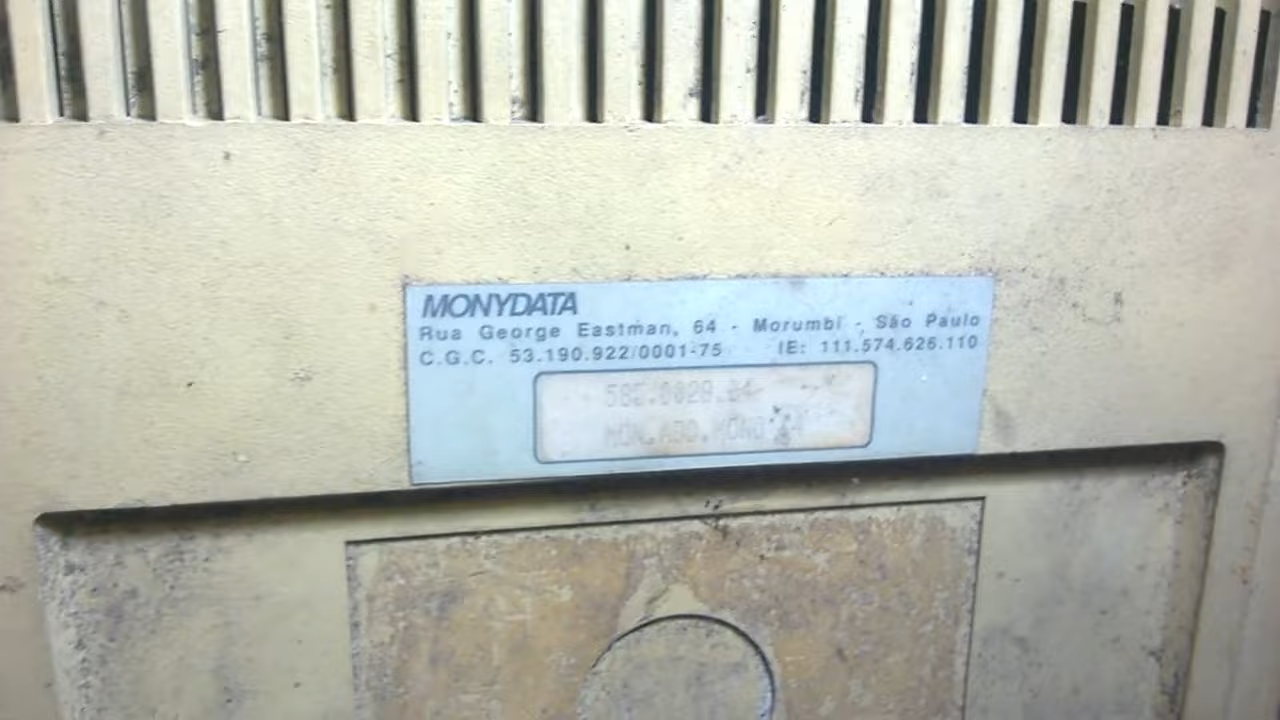 MONYDATA
Rua George Eastman, 64 - Morumbi - São Paulo
C.G.C. 53.190.922/0001-75 IE: 111.574.626.110